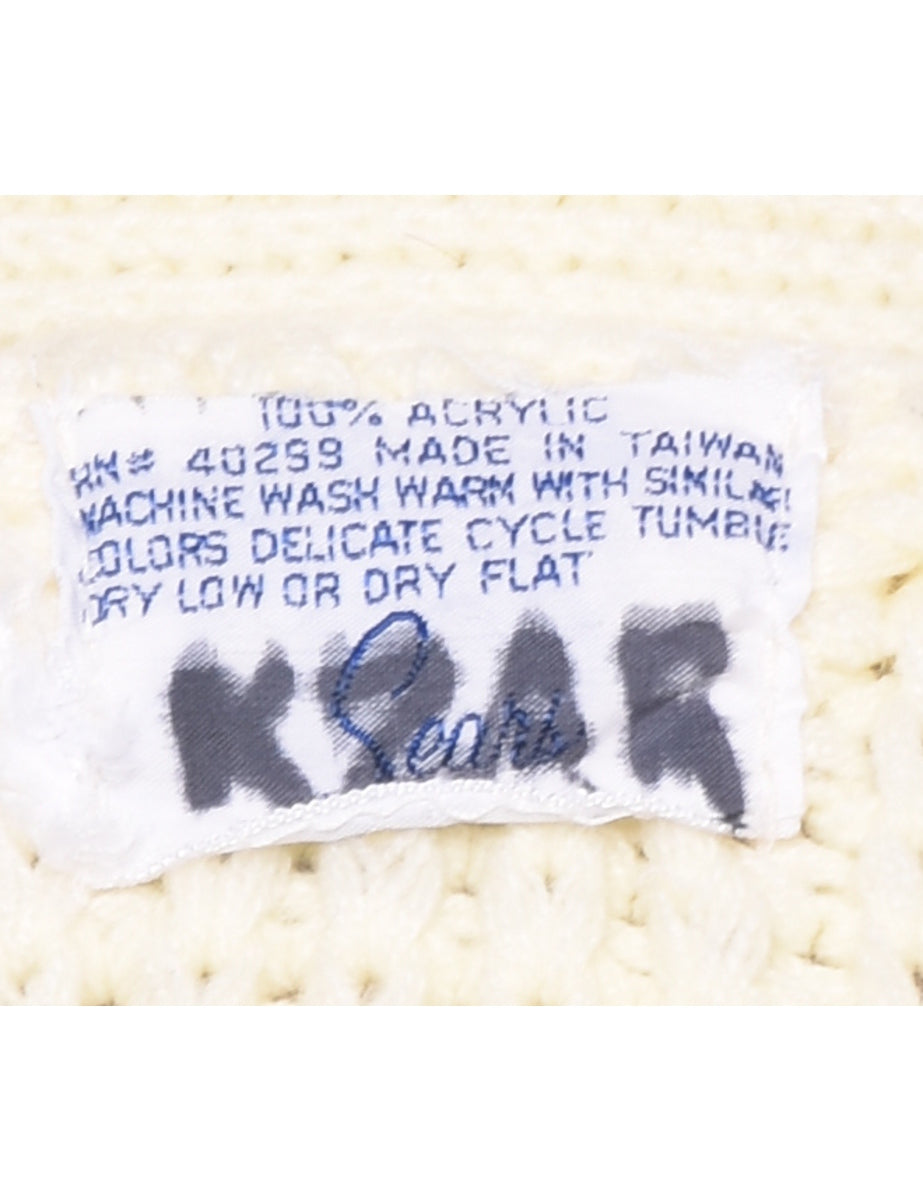 100% ACRYLIC
RN# 40299 MADE IN TAIWAN
MACHINE WASH WARM WITH SIMILAR
COLORS DELICATE CYCLE TUMBLE
DRY LOW OR DRY FLAT
Sears